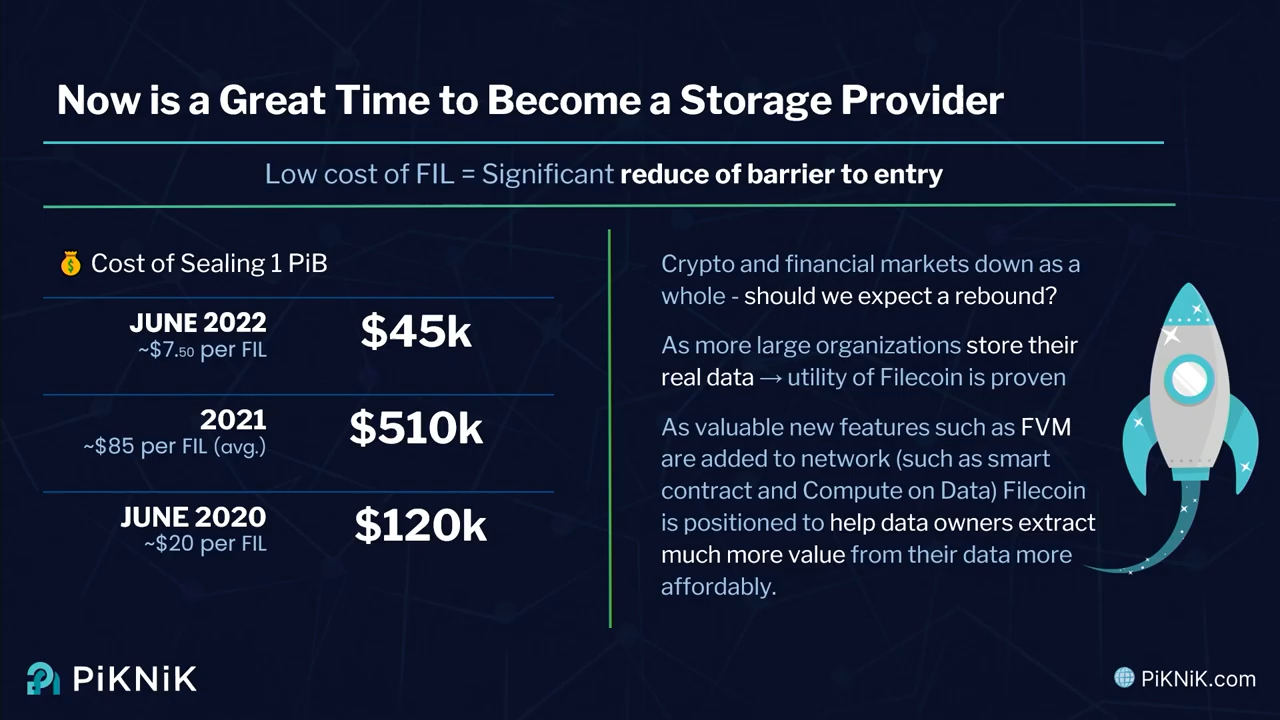 Now is a Great Time to Become a Storage Provider
Low cost of FIL = Significant reduce of barrier to entry
💰 Cost of Sealing 1 PiB
JUNE 2022
~$7.50 per FIL
$45k
2021
~$85 per FIL (avg.)
$510k
JUNE 2020
~$20 per FIL
$120k
Crypto and financial markets down as a
whole - should we expect a rebound?
As more large organizations store their
real data → utility of Filecoin is proven
As valuable new features such as FVM
are added to network (such as smart
contract and Compute on Data) Filecoin
is positioned to help data owners extract
much more value from their data more
affordably.
PiKNiK
PiKNiK.com